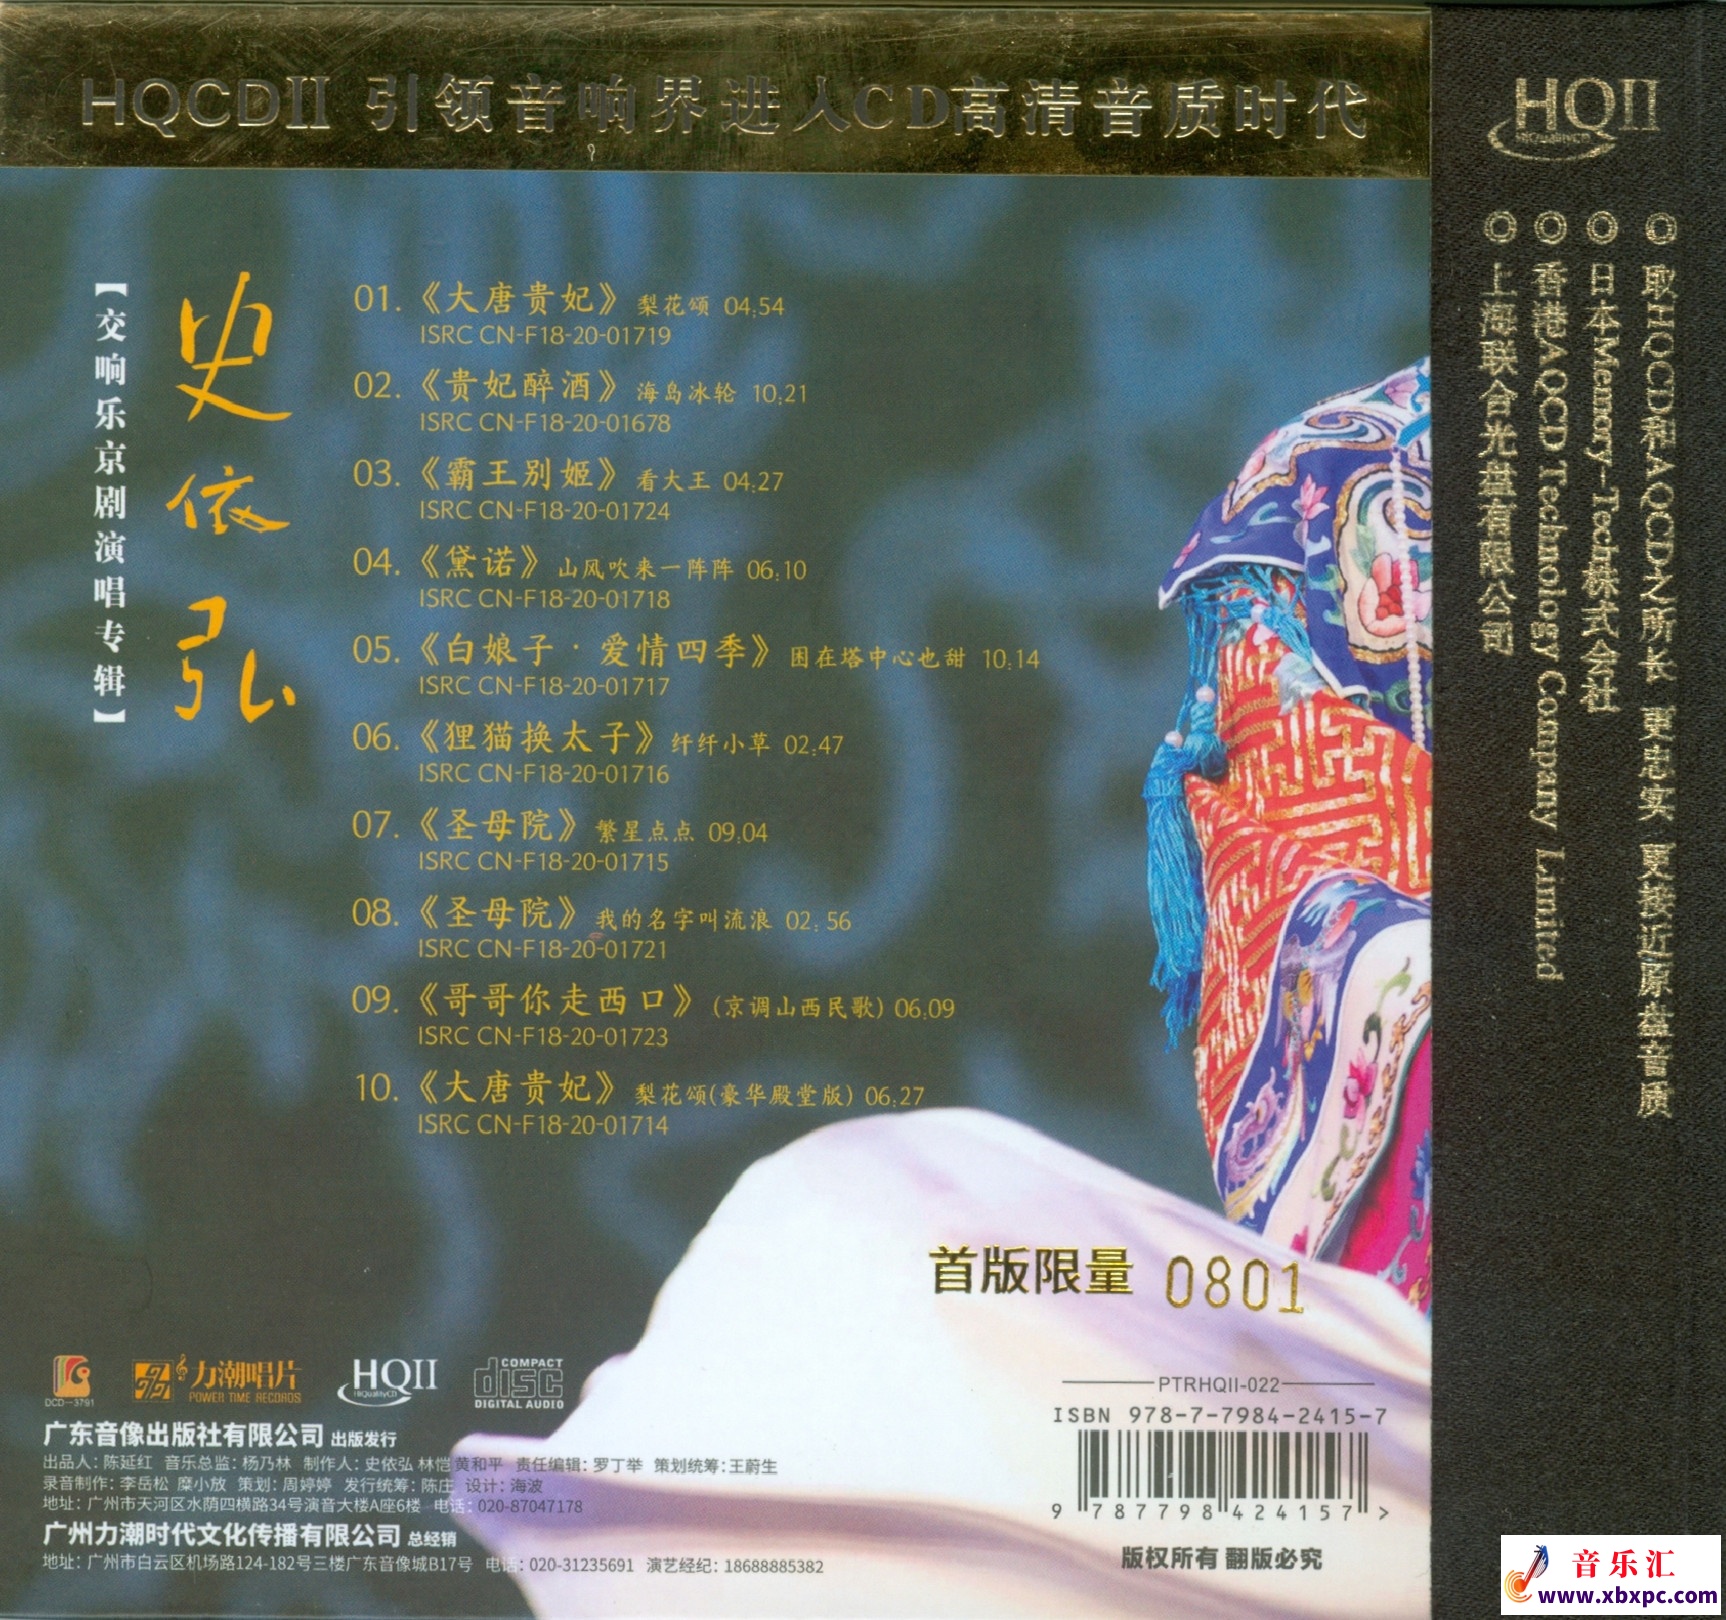 HQCDII 引领音响界进入CD高清音质时代
HQII
HiQualityCD
◎ 取HQCD和AQCD之所长 更忠实 更接近原盘音质
◎ 日本Memory-Tech株式会社
◎ 香港AQCD Technology Company Limited
◎ 上海联合光盘有限公司
史依弘
【交响乐京剧演唱专辑】
01.《大唐贵妃》梨花颂 04:54
ISRC CN-F18-20-01719
02.《贵妃醉酒》海岛冰轮 10:21
ISRC CN-F18-20-01678
03.《霸王别姬》看大王 04:27
ISRC CN-F18-20-01724
04.《黛诺》山风吹来一阵阵 06:10
ISRC CN-F18-20-01718
05.《白娘子·爱情四季》困在塔中心也甜 10:14
ISRC CN-F18-20-01717
06.《狸猫换太子》纤纤小草 02:47
ISRC CN-F18-20-01716
07.《圣母院》繁星点点 09:04
ISRC CN-F18-20-01715
08.《圣母院》我的名字叫流浪 02:56
ISRC CN-F18-20-01721
09.《哥哥你走西口》(京调山西民歌) 06:09
ISRC CN-F18-20-01723
10.《大唐贵妃》梨花颂(豪华殿堂版) 06:27
ISRC CN-F18-20-01714
首版限量 0801
DCD-3791
力潮唱片
POWER TIME RECORDS
HQII
HiQualityCD
COMPACT
disc
DIGITAL AUDIO
广东音像出版社有限公司 出版发行
出品人：陈延红 音乐总监：杨乃林 制作人：史依弘 林恺 黄和平 责任编辑：罗丁举 策划统筹：王蔚生
录音制作：李岳松 糜小放 策划：周婷婷 发行统筹：陈庄 设计：海波
地址：广州市天河区水荫四横路34号演音大楼A座6楼 电话：020-87047178
广州力潮时代文化传播有限公司 总经销
地址：广州市白云区机场路124-182号三楼广东音像城B17号 电话：020-31235691 演艺经纪：18688885382
PTRHQII-022
ISBN 978-7-7984-2415-7
9 787798 424157 >
版权所有 翻版必究
音乐汇
www.xbxpc.com